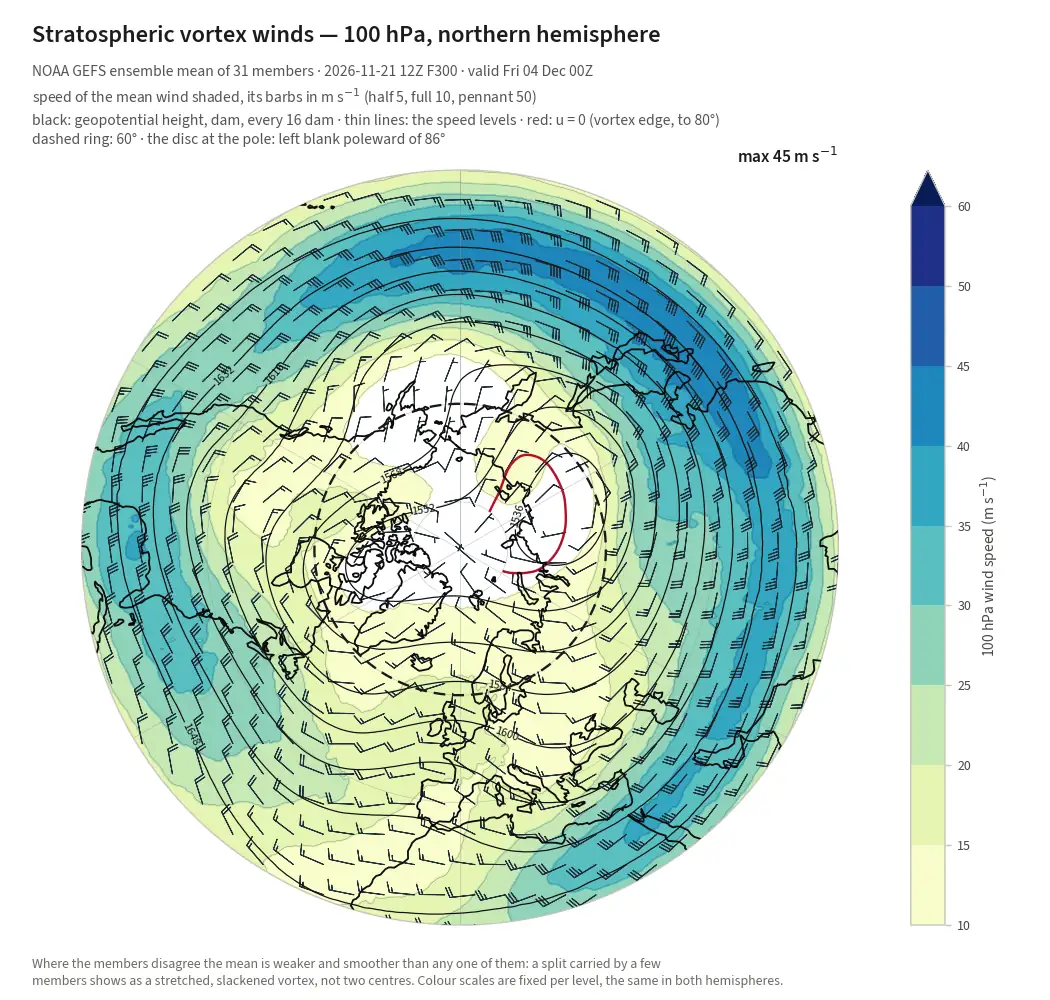 Stratospheric vortex winds — 100 hPa, northern hemisphere
NOAA GEFS ensemble mean of 31 members · 2026-11-21 12Z F300 · valid Fri 04 Dec 00Z
speed of the mean wind shaded, its barbs in m s⁻¹ (half 5, full 10, pennant 50)
black: geopotential height, dam, every 16 dam · thin lines: the speed levels · red: u = 0 (vortex edge, to 80°)
dashed ring: 60° · the disc at the pole: left blank poleward of 86°
max 45 m s⁻¹
60
50
45
40
35
30
25
20
15
10
100 hPa wind speed (m s⁻¹)
1632
1552
1536
1600
1648
Where the members disagree the mean is weaker and smoother than any one of them: a split carried by a few
members shows as a stretched, slackened vortex, not two centres. Colour scales are fixed per level, the same in both hemispheres.